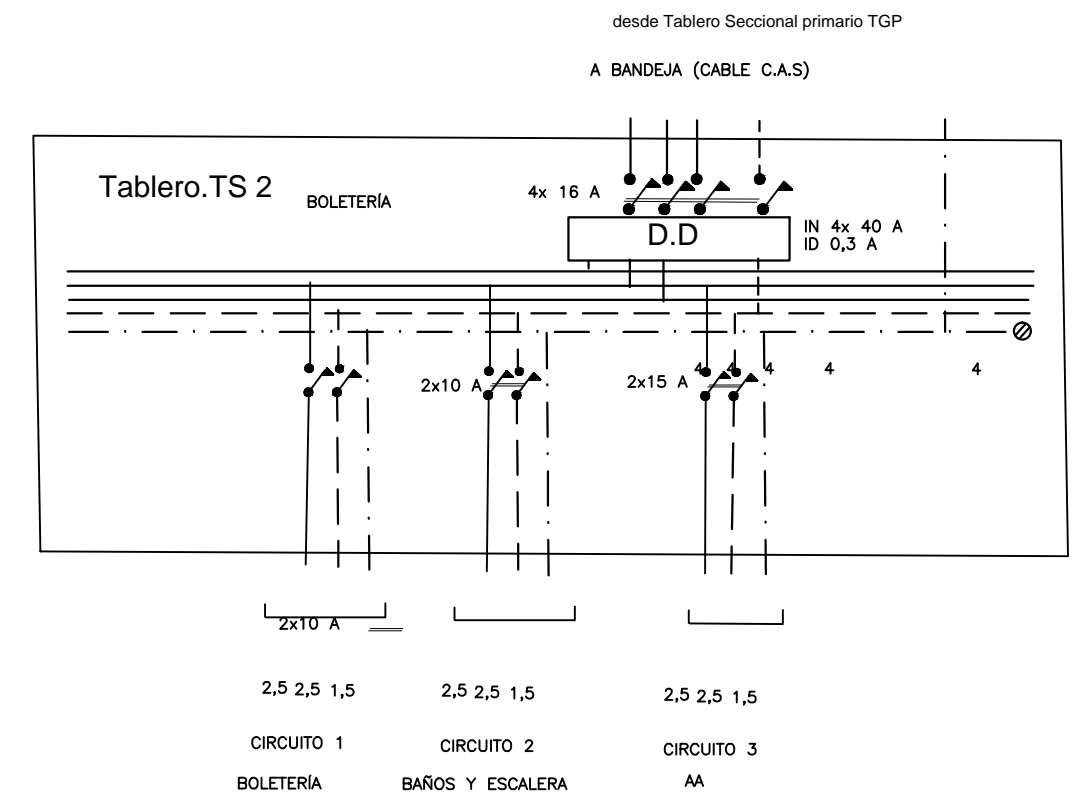 desde Tablero Seccional primario TGP
A BANDEJA (CABLE C.A.S)
Tablero.TS 2
BOLETERÍA
4x 16 A
D.D
IN 4x 40 A
ID 0,3 A
4 4 4 4 4
2x10 A
2x15 A
2x10 A
2,5 2,5 1,5
2,5 2,5 1,5
2,5 2,5 1,5
CIRCUITO 1
CIRCUITO 2
CIRCUITO 3
BOLETERÍA
BAÑOS Y ESCALERA
AA